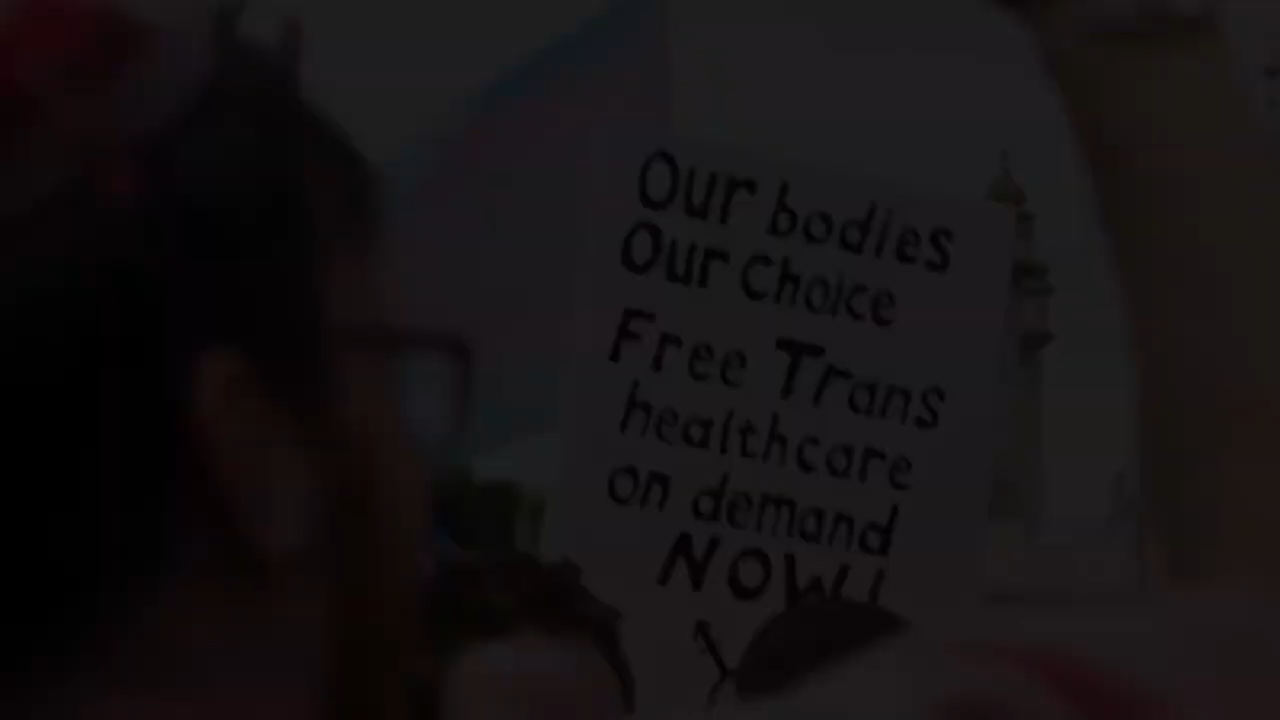 Our bodies
Our Choice
Free Trans
healthcare
on demand
NOW!